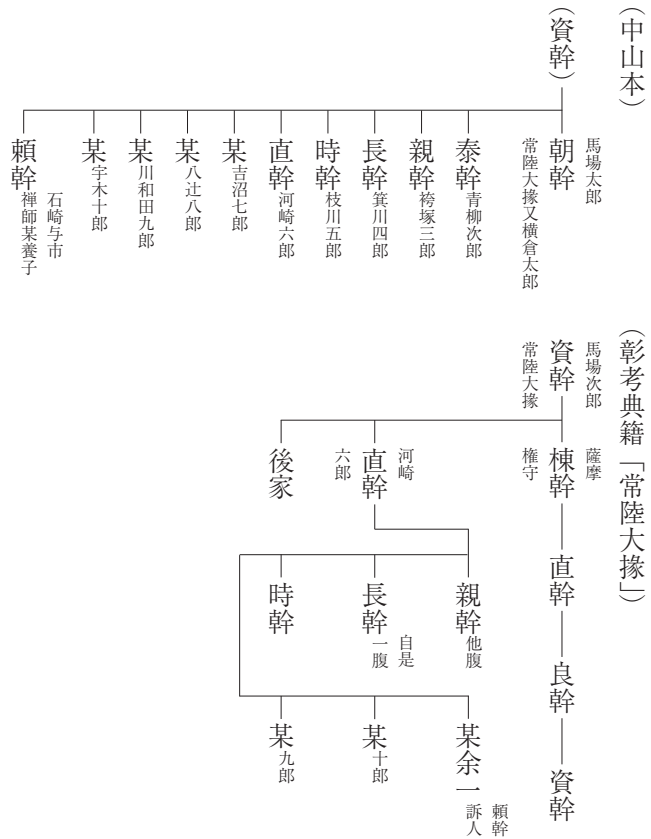 (中山本)
(資幹)
馬場太郎
朝幹
常陸大掾又横倉太郎
泰幹青柳次郎
親幹袴塚三郎
長幹箕川四郎
時幹枝川五郎
直幹河崎六郎
某吉沼七郎
某八辻八郎
某川和田九郎
某宇木十郎
石崎与市
頼幹禅師某養子
(彰考典籍「常陸大掾」)
馬場次郎
資幹
常陸大掾
薩摩
棟幹
権守
直幹
良幹
資幹
河崎
直幹
六郎
後家
親幹他腹
自是
長幹一腹
時幹
頼幹
某余一訴人
某十郎
某九郎